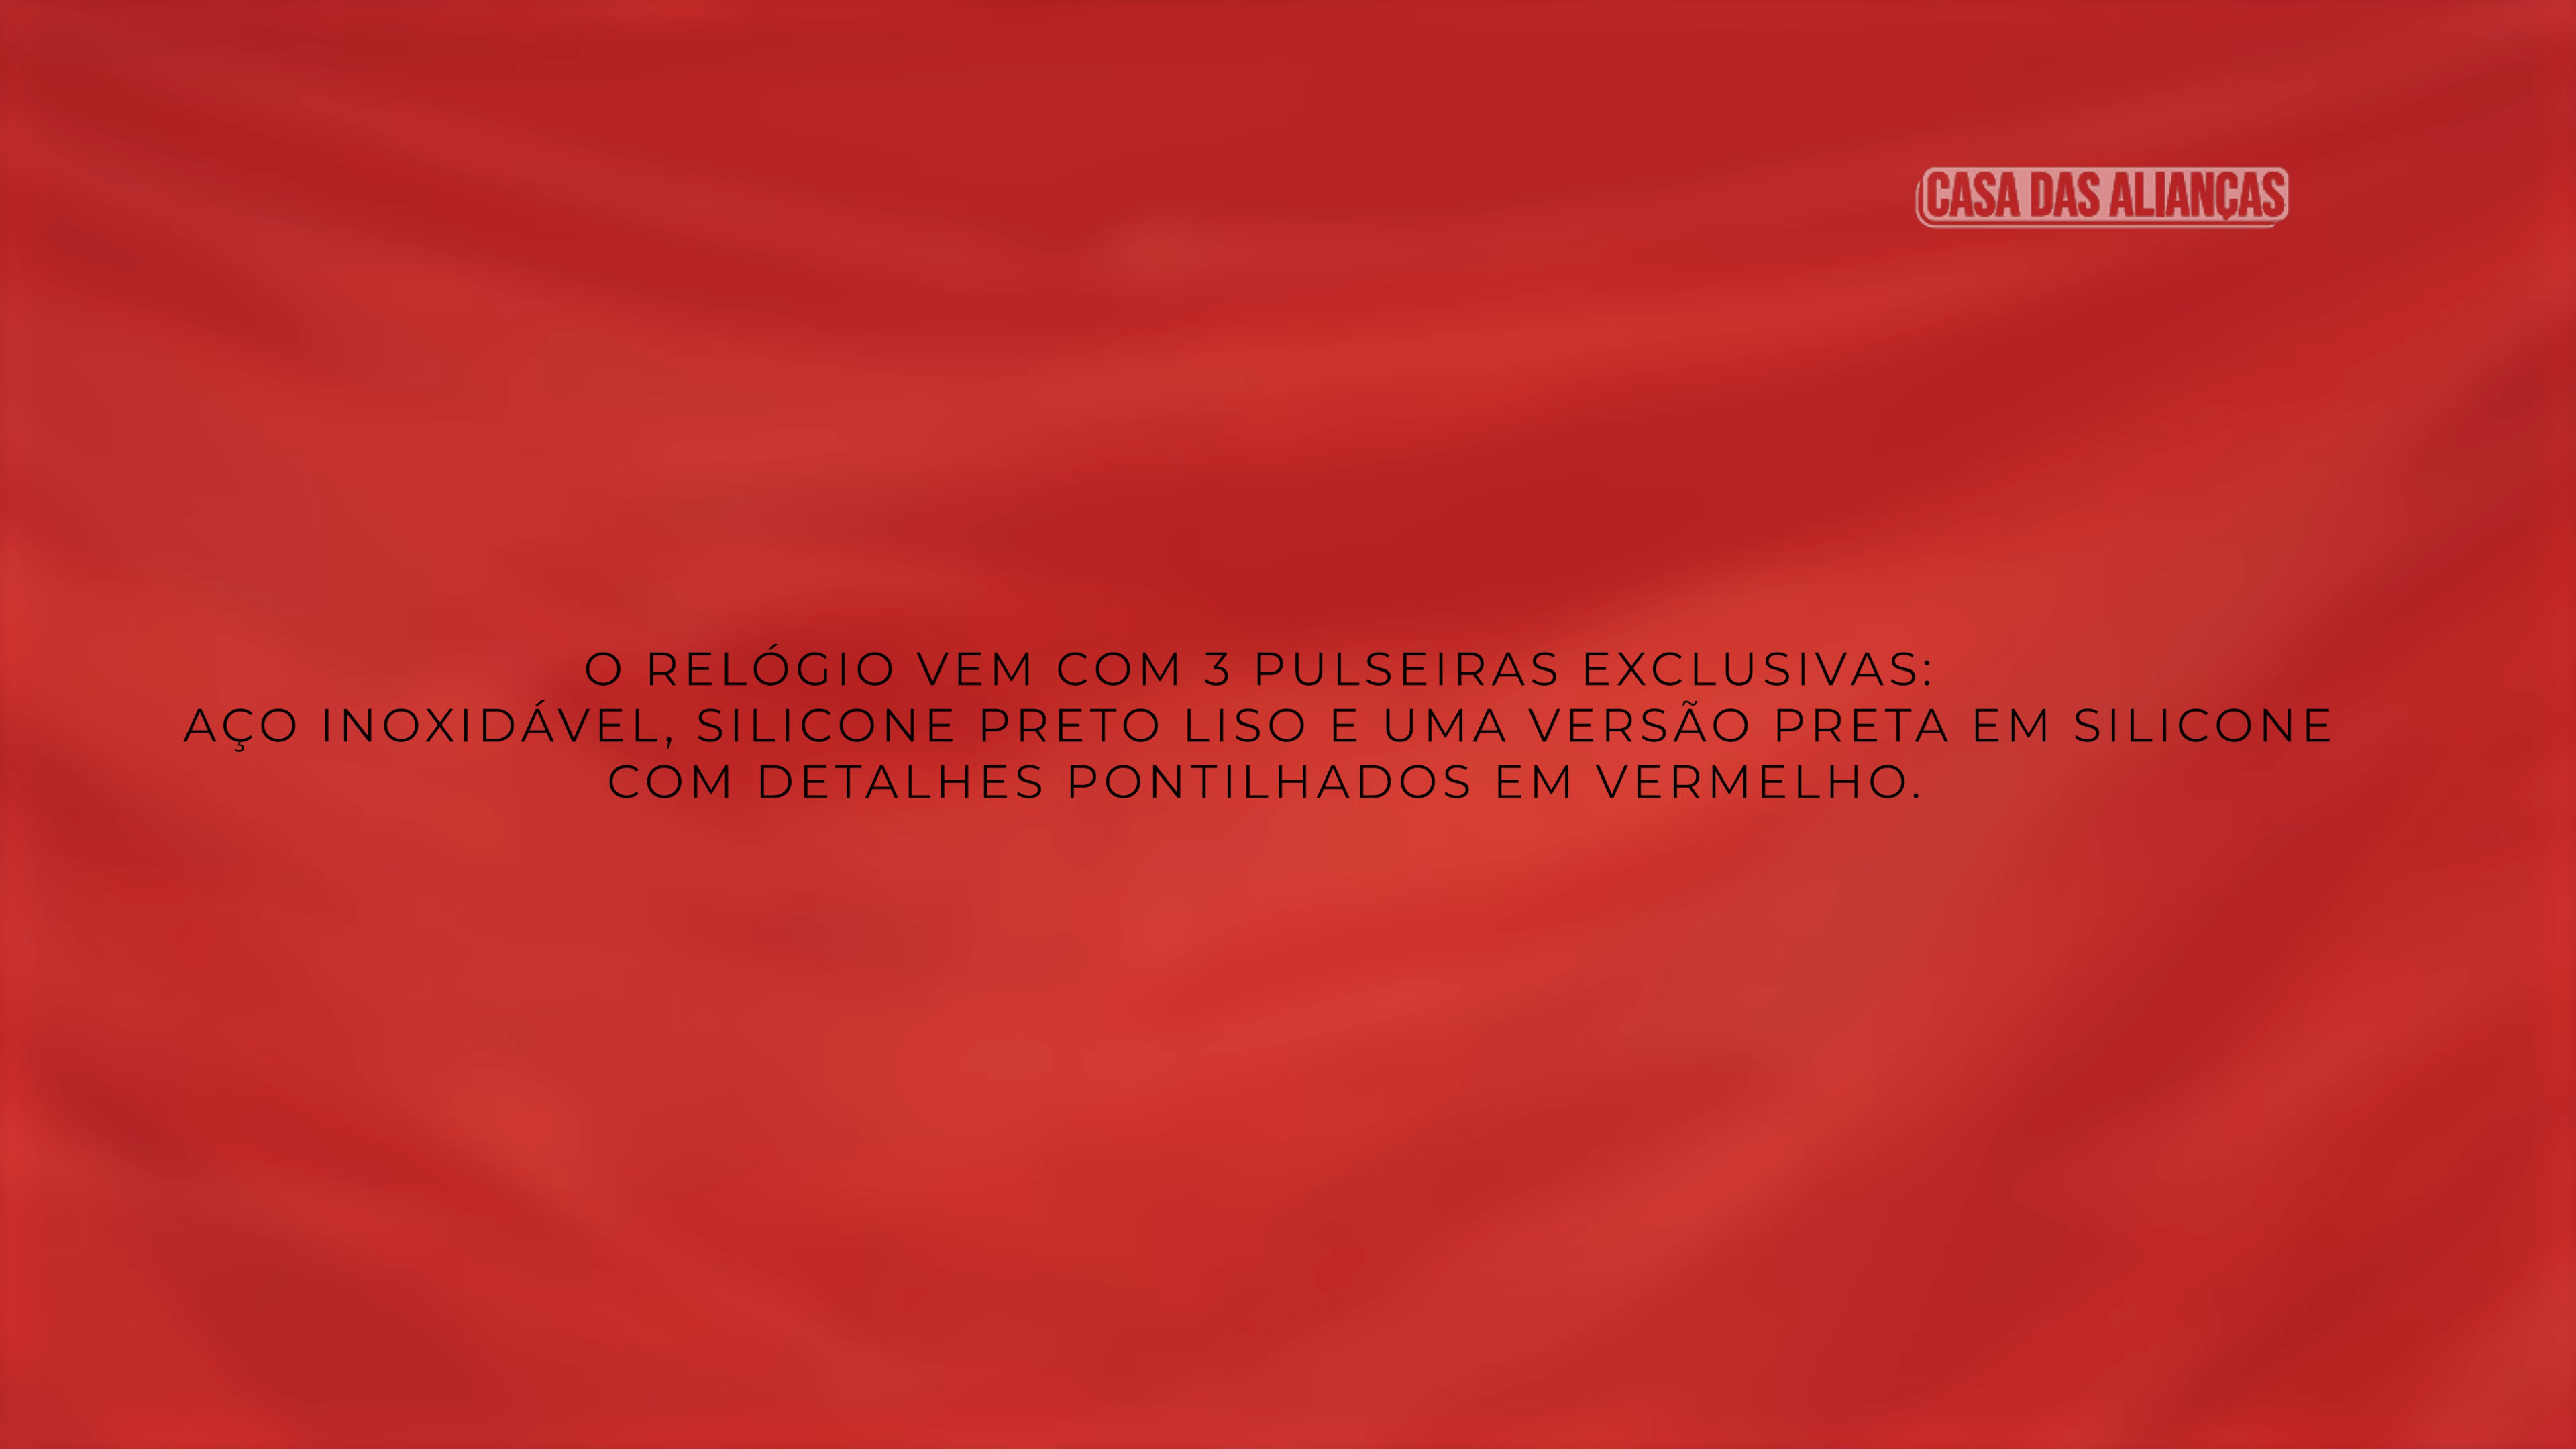 CASA DAS ALIANÇAS
O RELÓGIO VEM COM 3 PULSEIRAS EXCLUSIVAS:
AÇO INOXIDÁVEL, SILICONE PRETO LISO E UMA VERSÃO PRETA EM SILICONE
COM DETALHES PONTILHADOS EM VERMELHO.